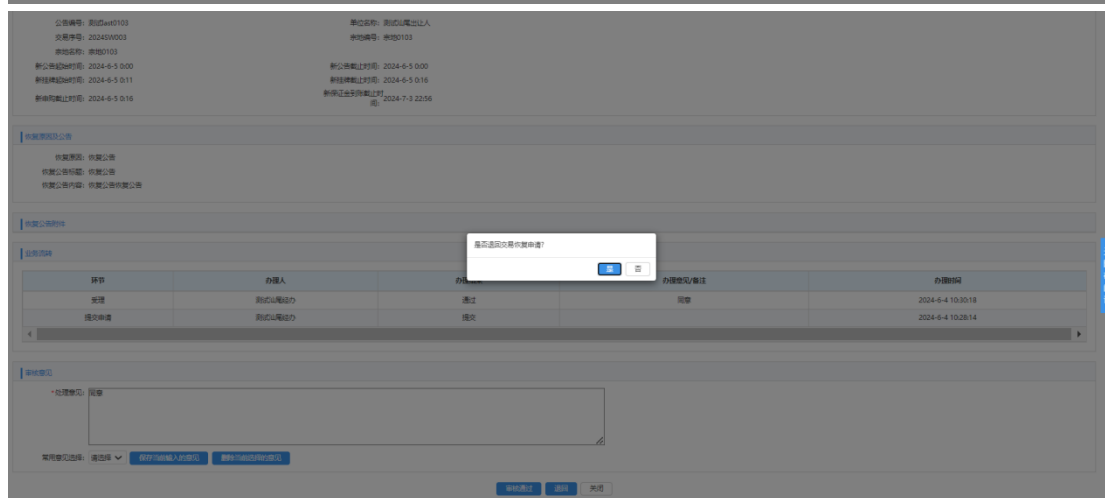 公告编号: 测试ast0103 单位名称: 测试汕尾出让人
交易序号: 2024SW003 宗地编号: 宗地0103
宗地名称: 宗地0103
新公告起始时间: 2024-6-5 0:00 新公告截止时间: 2024-6-5 0:00
新挂牌起始时间: 2024-6-5 0:11 新挂牌截止时间: 2024-6-5 0:16
新申购截止时间: 2024-6-5 0:16 新保证金到账截止时间: 2024-7-3 22:56
恢复原因及公告
恢复原因: 恢复公告
恢复公告标题: 恢复公告
恢复公告内容: 恢复公告恢复公告
恢复公告附件
是否退回交易恢复申请?
是 否
环节 办理人 办理意见/备注 办理时间
受理 测试汕尾经办 通过 同意 2024-6-4 10:30:18
提交申请 测试汕尾经办 提交 2024-6-4 10:28:14
审核意见
*处理意见: 同意
常用意见选择: 请选择 保存当前输入的意见 删除当前选择的意见
审核通过 退回 关闭